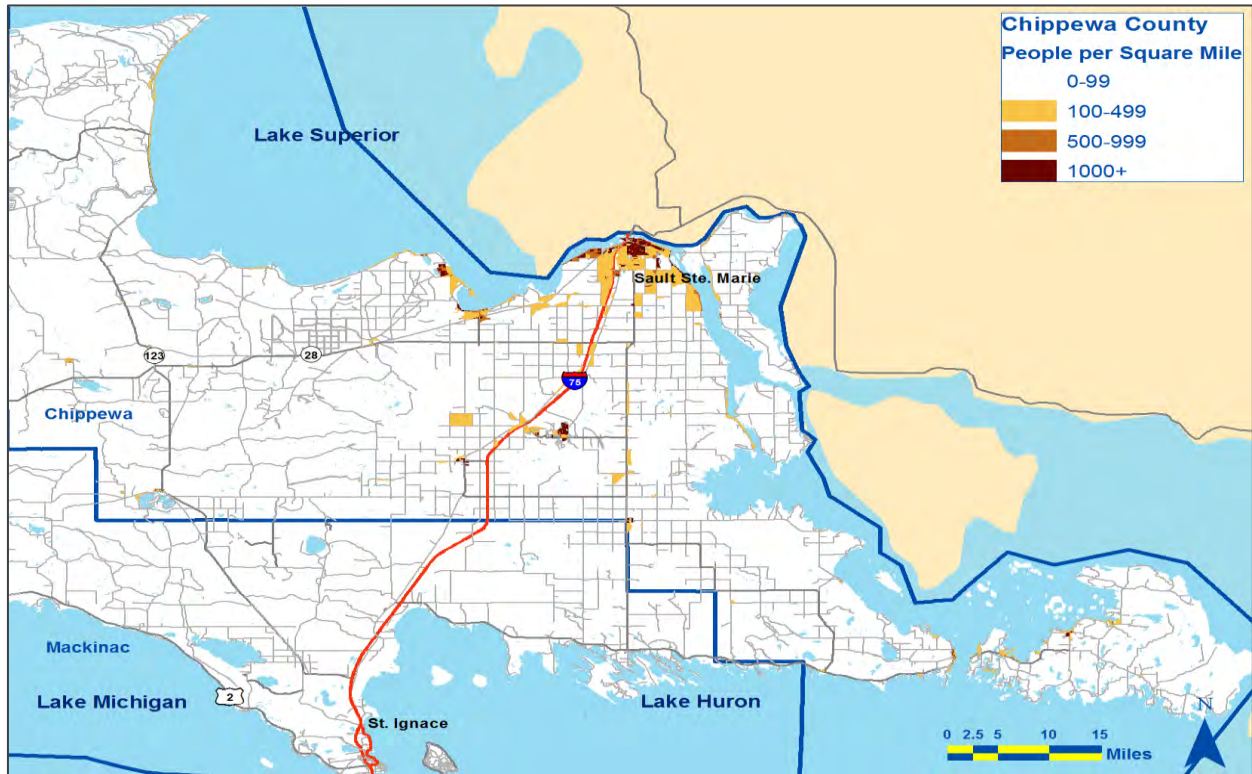 Chippewa County
People per Square Mile
0-99
100-499
500-999
1000+
Lake Superior
Sault Ste. Marie
123
28
75
Chippewa
Mackinac
Lake Michigan
2
St. Ignace
Lake Huron
N
0 2.5 5 10 15
Miles